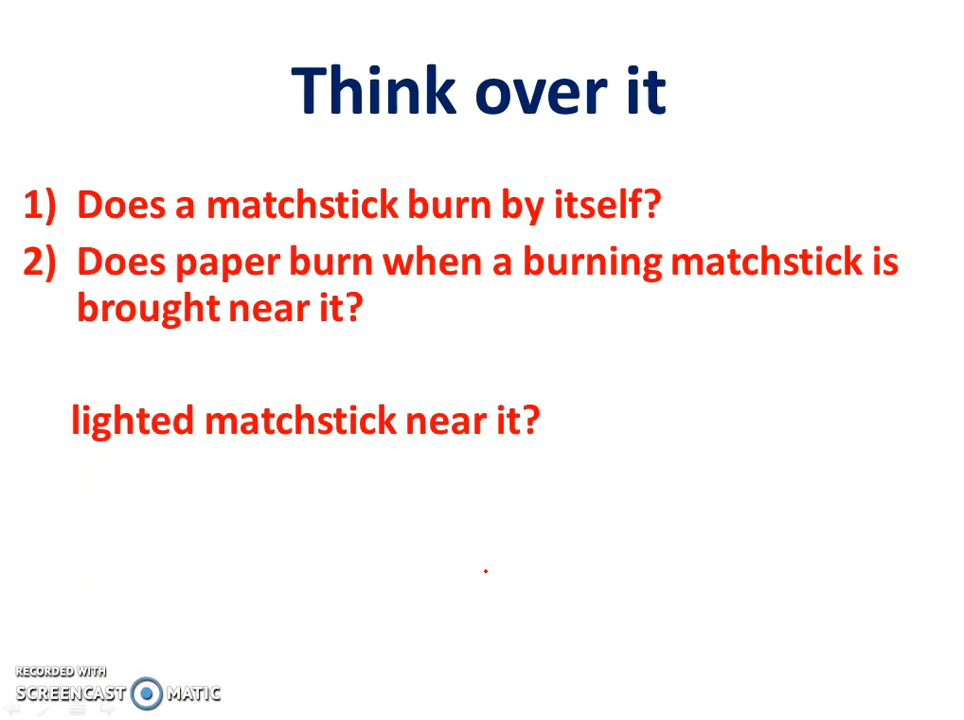 Think over it
1) Does a matchstick burn by itself?
2) Does paper burn when a burning matchstick is
brought near it?
lighted matchstick near it?
RECORDED WITH
SCREENCAST MATIC